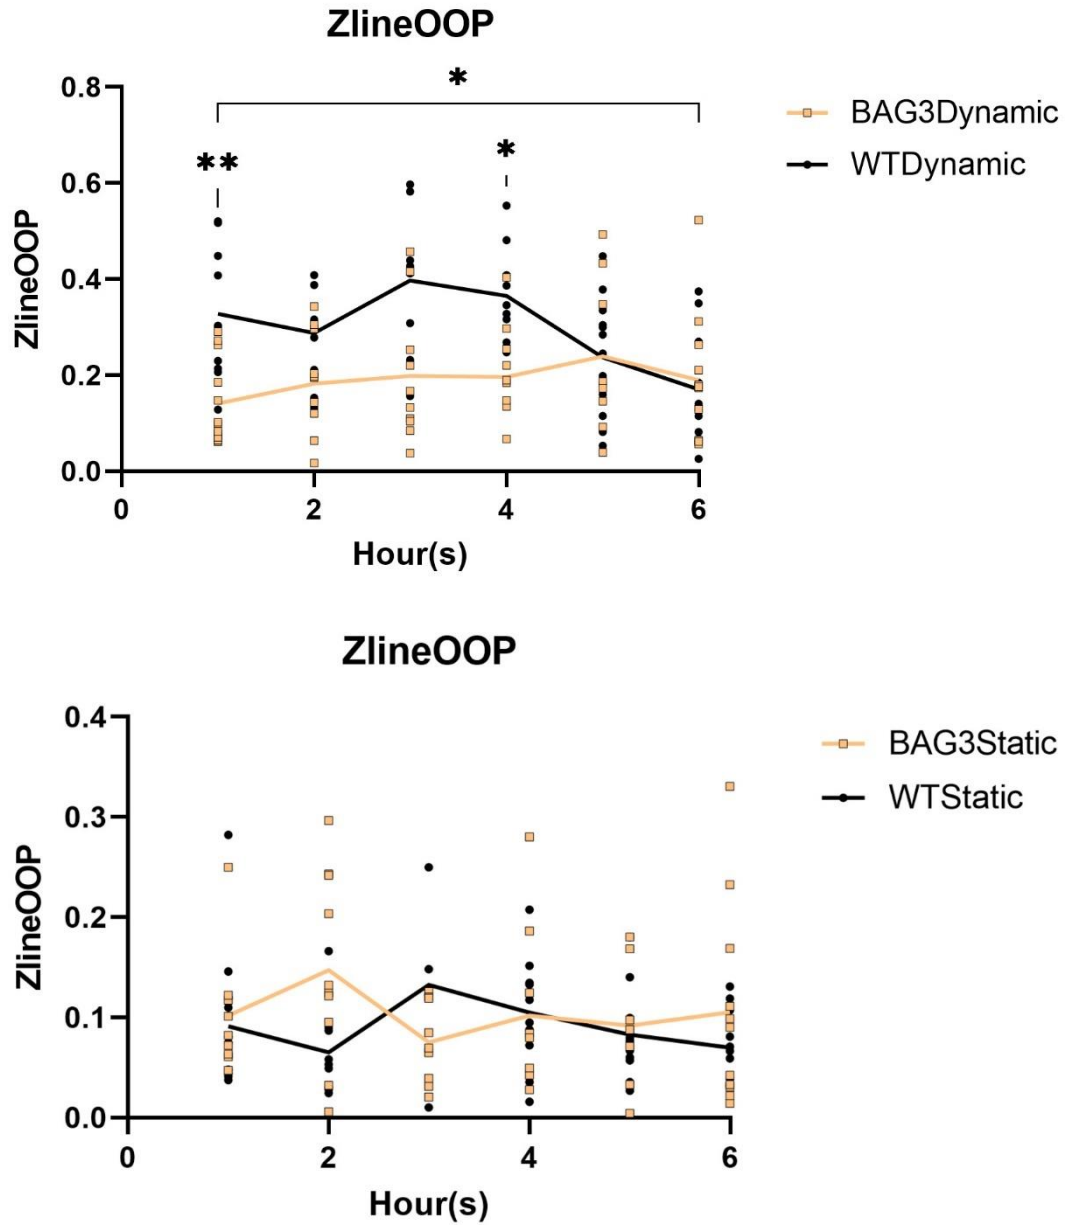 ZlineOOP
*
**
*
ZlineOOP
0.8
0.6
0.4
0.2
0.0
0 2 4 6
Hour(s)
BAG3Dynamic
WTDynamic
ZlineOOP
ZlineOOP
0.4
0.3
0.2
0.1
0.0
0 2 4 6
Hour(s)
BAG3Static
WTStatic